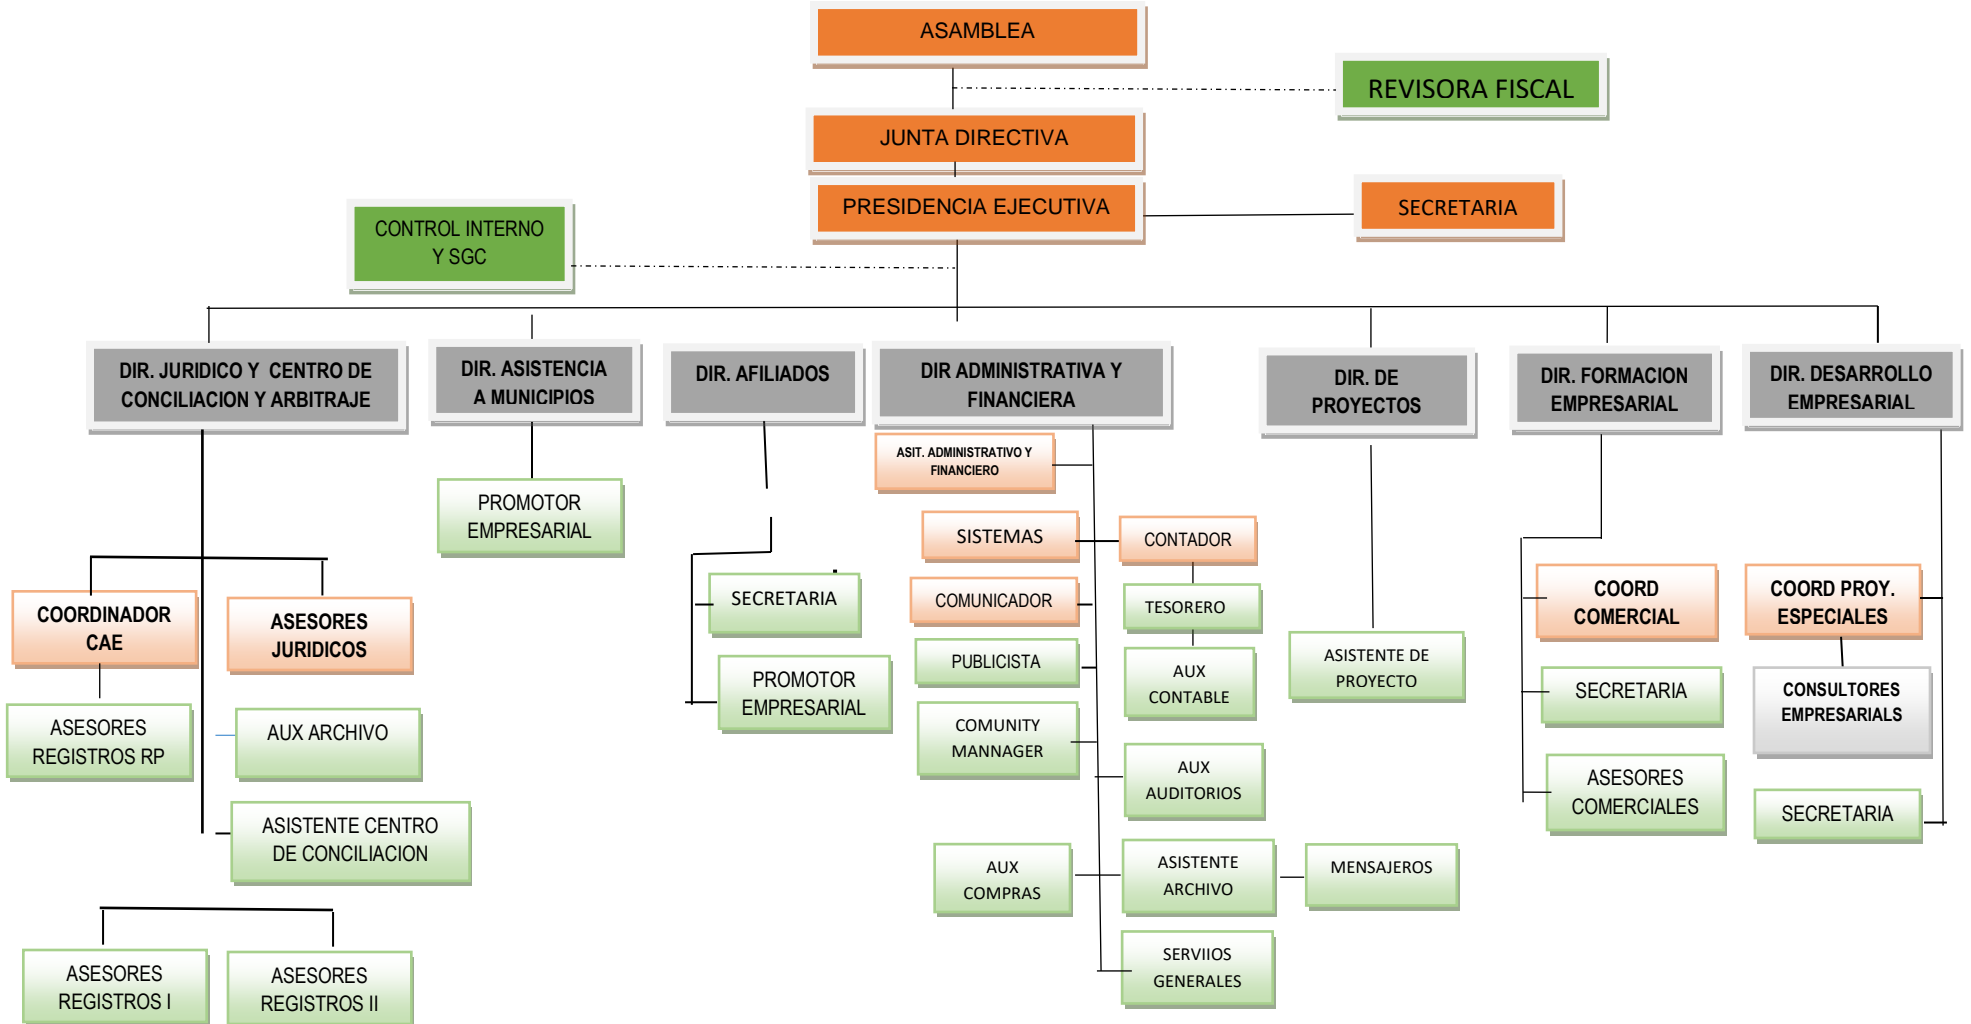 ASAMBLEA
REVISORA FISCAL
JUNTA DIRECTIVA
PRESIDENCIA EJECUTIVA
SECRETARIA
CONTROL INTERNO
Y SGC
DIR. JURIDICO Y CENTRO DE
CONCILIACION Y ARBITRAJE
DIR. ASISTENCIA
A MUNICIPIOS
DIR. AFILIADOS
DIR ADMINISTRATIVA Y
FINANCIERA
DIR. DE
PROYECTOS
DIR. FORMACION
EMPRESARIAL
DIR. DESARROLLO
EMPRESARIAL
COORDINADOR
CAE
ASESORES
JURIDICOS
ASESORES
REGISTROS RP
AUX ARCHIVO
ASISTENTE CENTRO
DE CONCILIACION
ASESORES
REGISTROS I
ASESORES
REGISTROS II
PROMOTOR
EMPRESARIAL
SECRETARIA
PROMOTOR
EMPRESARIAL
ASIT. ADMINISTRATIVO Y
FINANCIERO
SISTEMAS
CONTADOR
COMUNICADOR
TESORERO
PUBLICISTA
AUX
CONTABLE
COMUNITY
MANNAGER
AUX
AUDITORIOS
AUX
COMPRAS
ASISTENTE
ARCHIVO
MENSAJEROS
SERVIIOS
GENERALES
ASISTENTE DE
PROYECTO
COORD
COMERCIAL
SECRETARIA
ASESORES
COMERCIALES
COORD PROY.
ESPECIALES
CONSULTORES
EMPRESARIALS
SECRETARIA